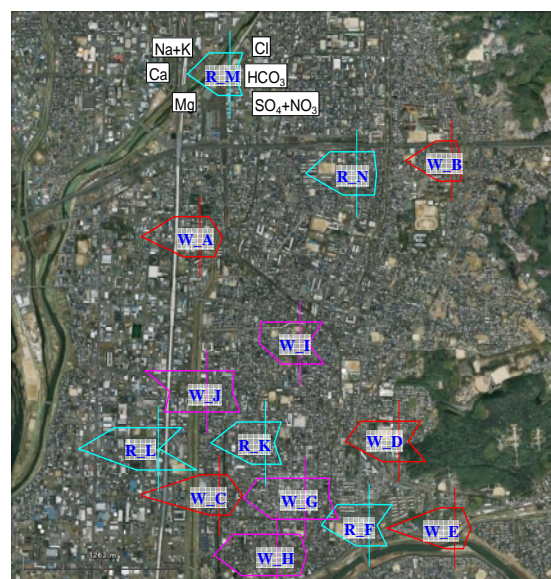 Na+K
Cl
Ca
R_M
HCO₃
Mg
SO₄+NO₃
W_B
R_N
W_A
W_I
W_J
W_D
R_L
R_K
W_C
W_G
R_F
W_E
W_H